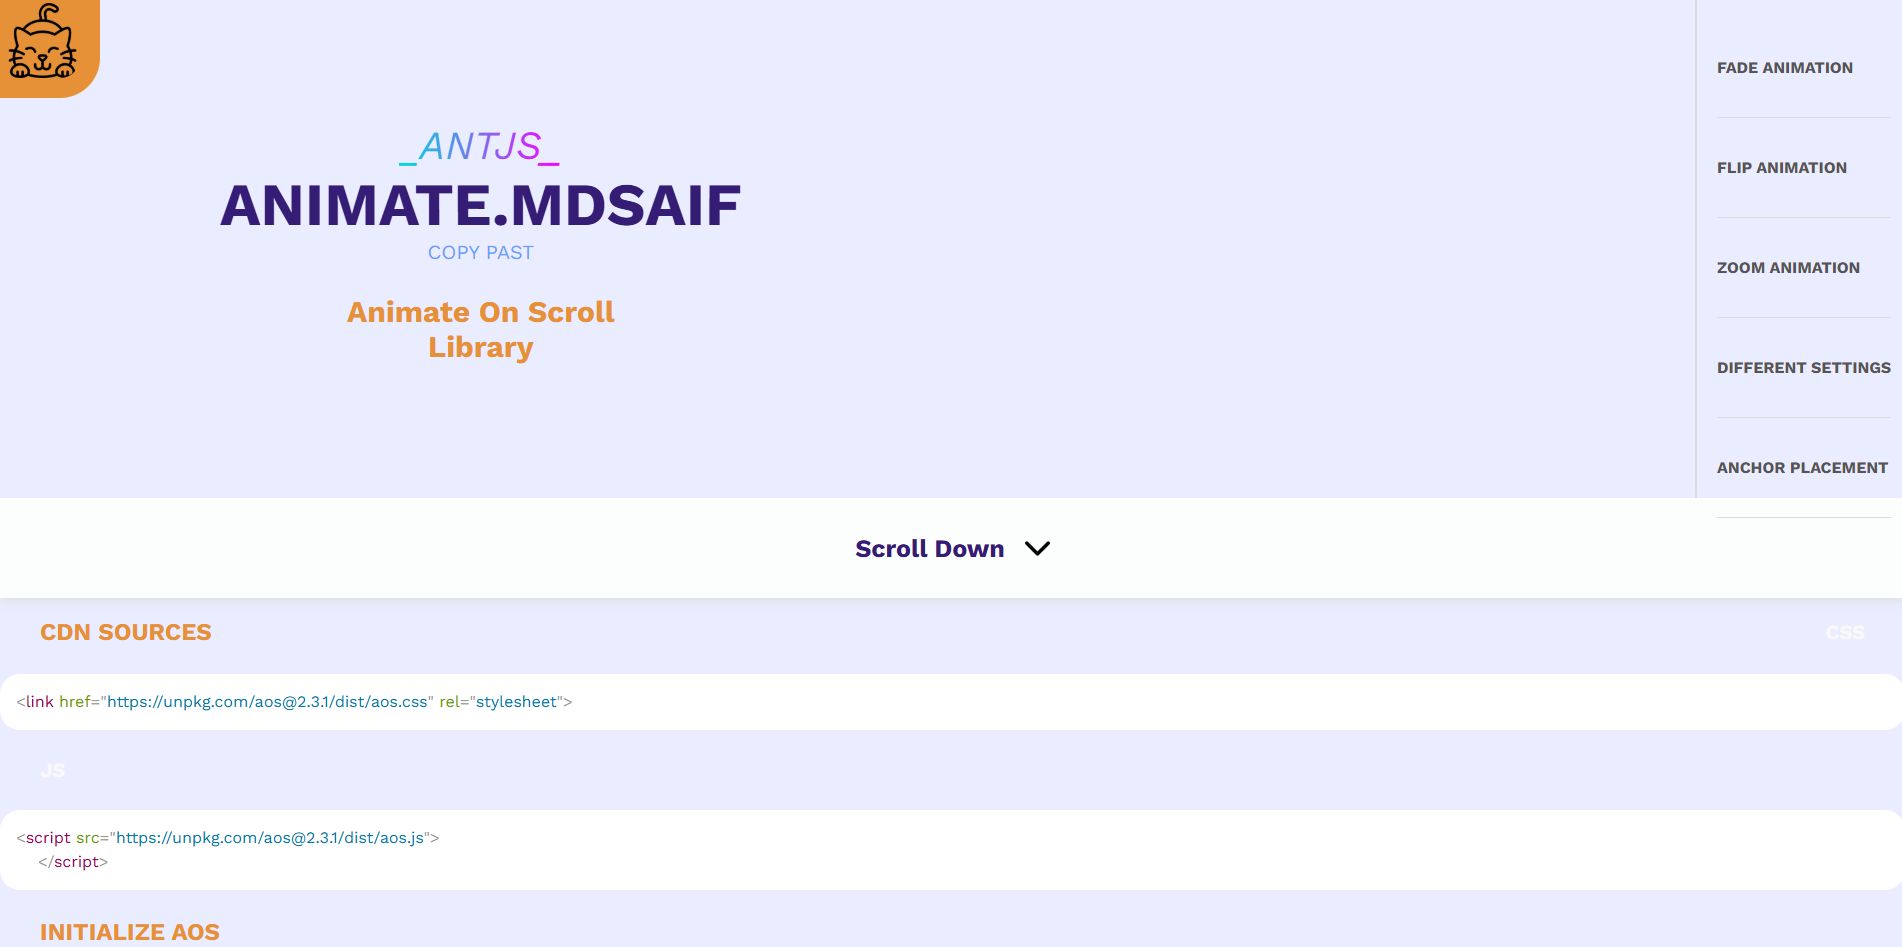 _ANTJS_
ANIMATE.MDSAIF
COPY PAST
Animate On Scroll
Library
FADE ANIMATION
FLIP ANIMATION
ZOOM ANIMATION
DIFFERENT SETTINGS
ANCHOR PLACEMENT
Scroll Down
CDN SOURCES
CSS
<link href="https://unpkg.com/aos@2.3.1/dist/aos.css" rel="stylesheet">
JS
<script src="https://unpkg.com/aos@2.3.1/dist/aos.js">
</script>
INITIALIZE AOS